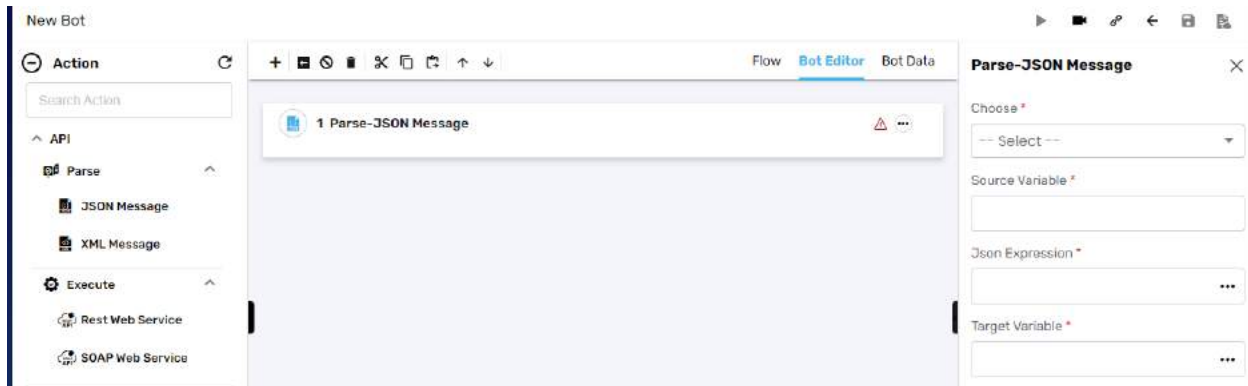 New Bot
Action
Search Action
API
Parse
JSON Message
XML Message
Execute
Rest Web Service
SOAP Web Service
Flow Bot Editor Bot Data
1 Parse-JSON Message
Parse-JSON Message
Choose *
-- Select --
Source Variable *
Json Expression *
Target Variable *